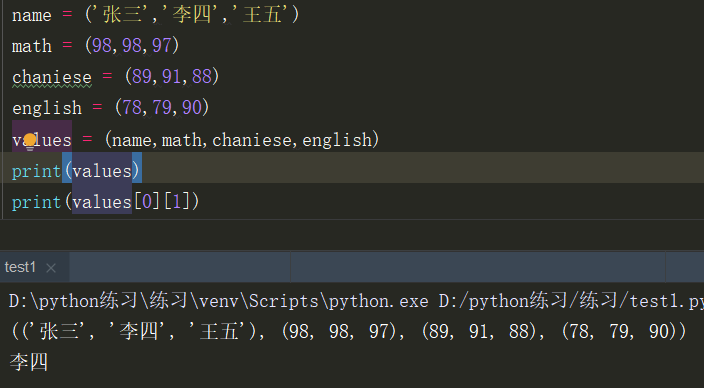 name = ('张三','李四','王五')
math = (98,98,97)
chaniese = (89,91,88)
english = (78,79,90)
values = (name,math,chaniese,english)
print(values)
print(values[0][1])
test1 ×
D:\python练习\练习\venv\Scripts\python.exe D:/python练习/练习/test1.py
(('张三', '李四', '王五'), (98, 98, 97), (89, 91, 88), (78, 79, 90))
李四